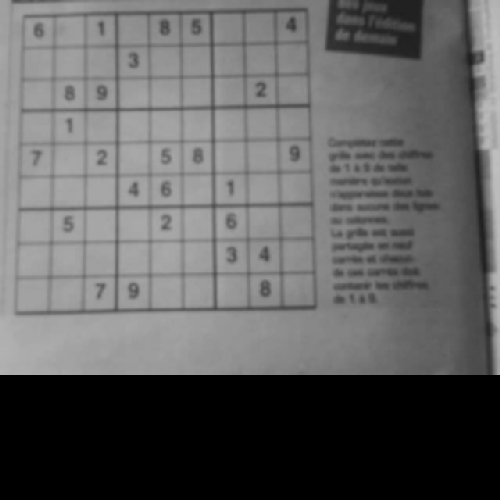 des jeux
dans l'édition
de demain
6 1 8 5 4
3
8 9 2
1
7 2 5 8 9
4 6 1
5 2 6
3 4
7 9 8
Complétez cette
grille avec des chiffres
de 1 à 9 de telle
manière qu'aucun
n'apparaisse deux fois
dans aucune des lignes
ou colonnes.
La grille est aussi
partagée en neuf
carrés et chacun
de ces carrés doit
contenir les chiffres
de 1 à 9.